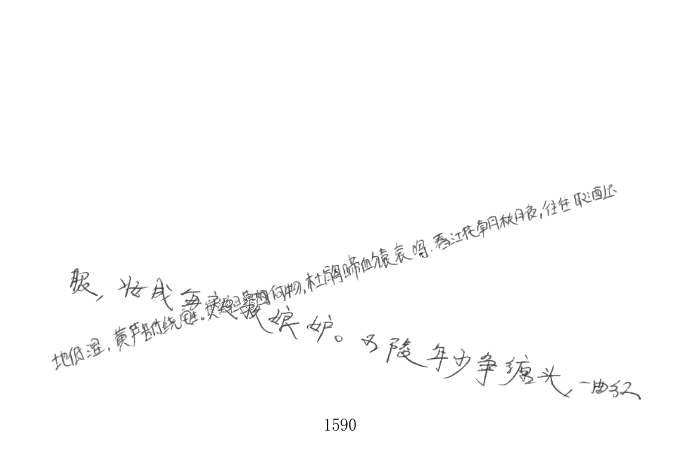 服，妆成每被秋娘妒。五陵年少争缠头，一曲红
地低湿，黄芦苦竹绕宅生。其间旦暮闻何物，杜鹃啼血猿哀鸣。春江花朝月秋月夜，往往取酒还
1590